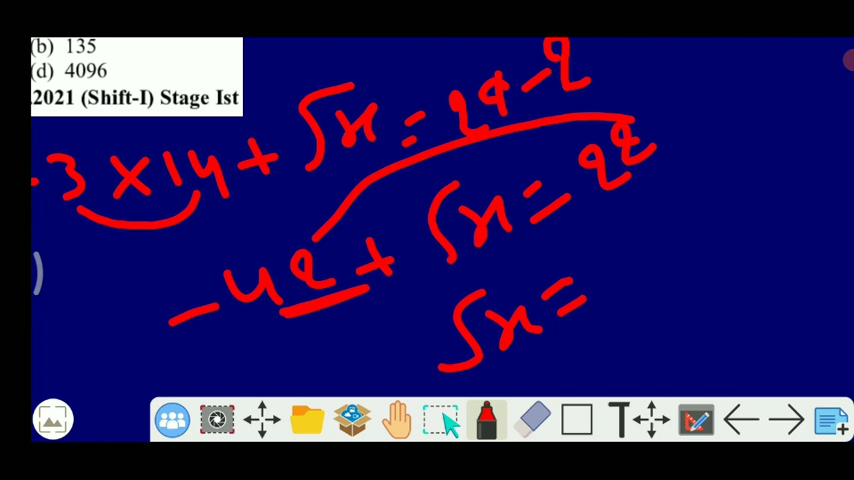 (b) 135
(d) 4096
.2021 (Shift-I) Stage Ist
-3 × 14 + √x = 24 - 2
-42 + √x = 22
√x =
T